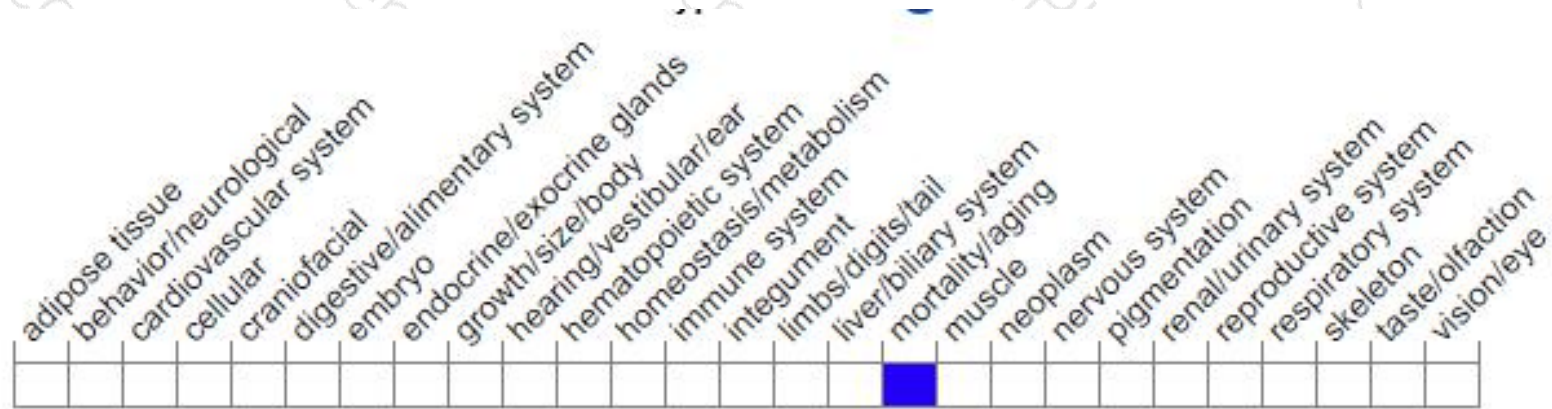 adipose tissue
behavior/neurological
cardiovascular system
cellular
craniofacial
digestive/alimentary system
embryo
endocrine/exocrine glands
growth/size/body
hearing/vestibular/ear
hematopoietic system
homeostasis/metabolism
immune system
integument
limbs/digits/tail
liver/biliary system
mortality/aging
muscle
neoplasm
nervous system
pigmentation
renal/urinary system
reproductive system
respiratory system
skeleton
taste/olfaction
vision/eye